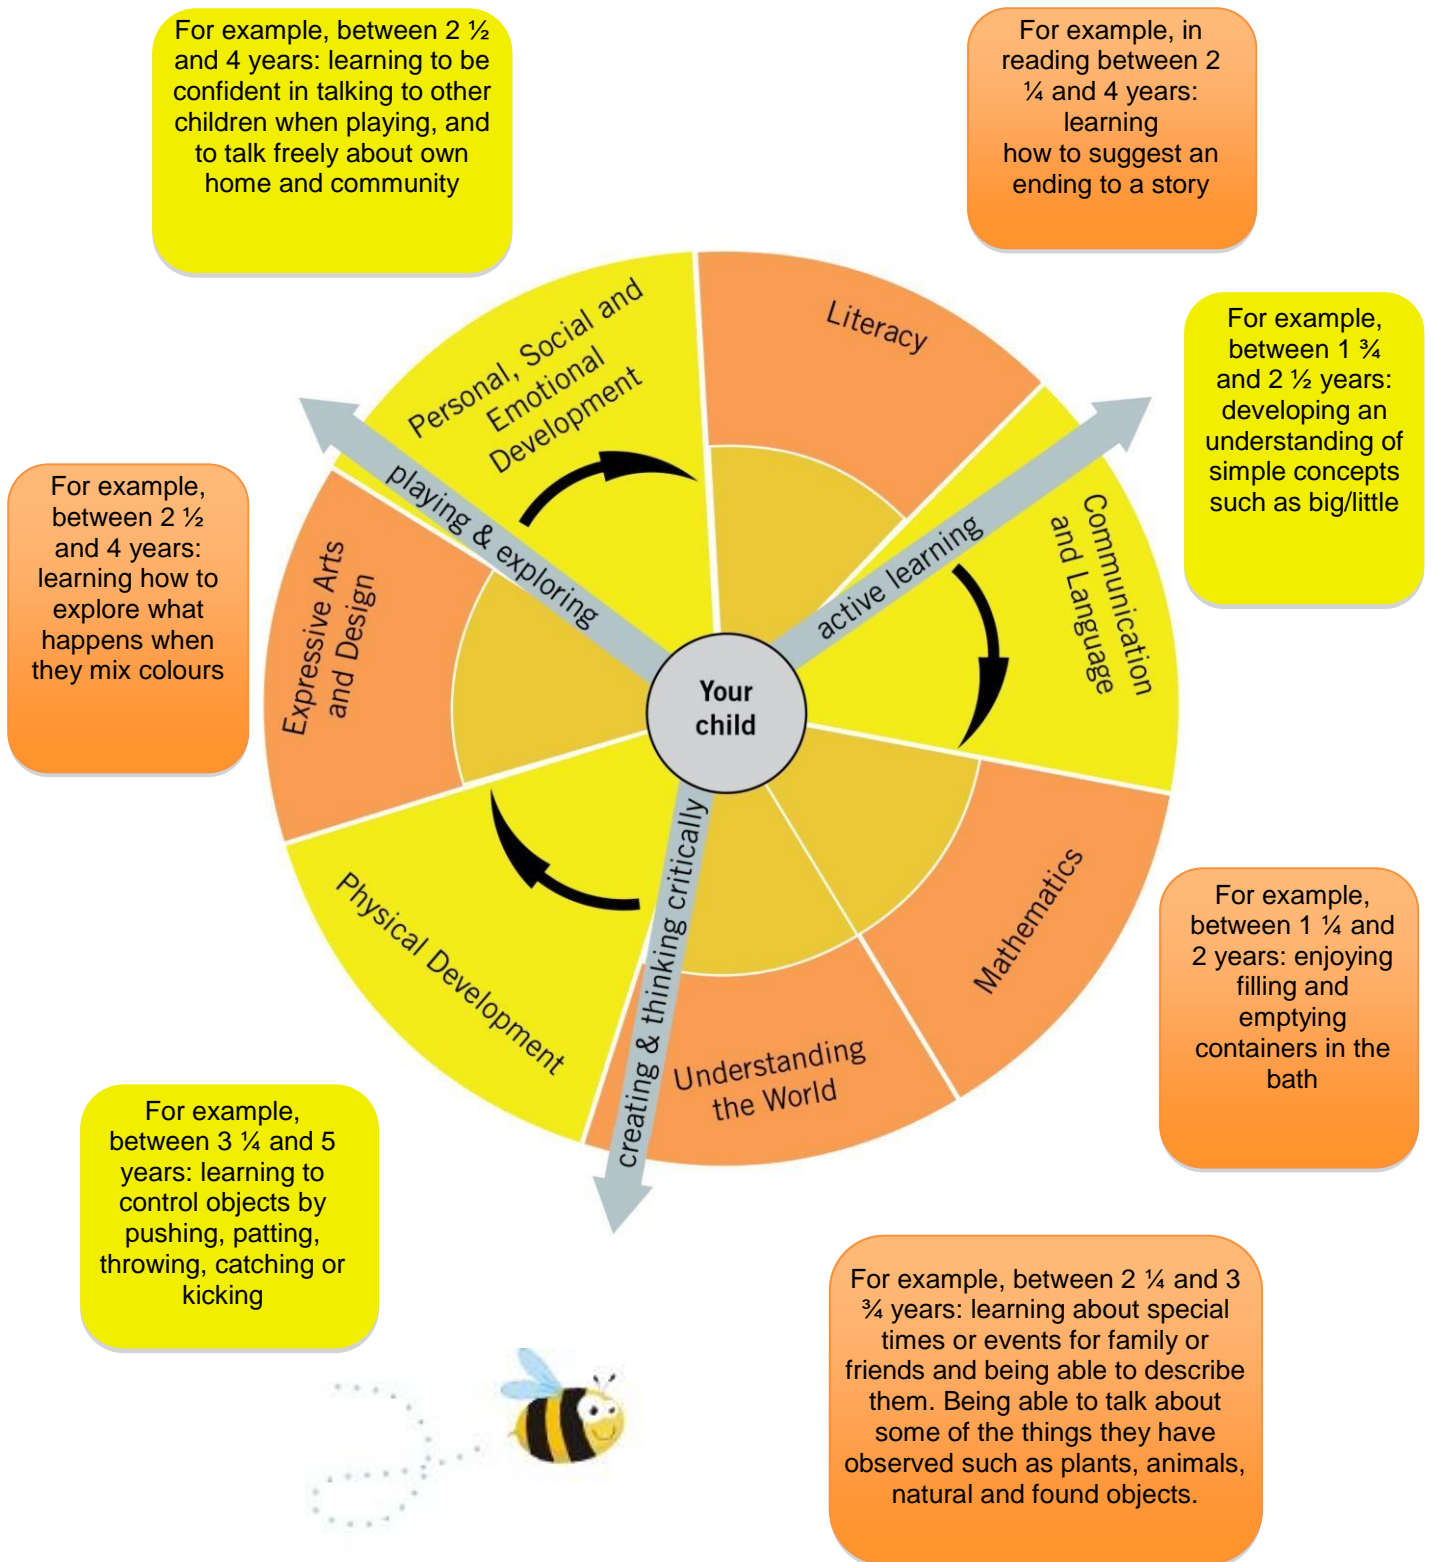 For example, between 2 ½
and 4 years: learning to be
confident in talking to other
children when playing, and
to talk freely about own
home and community
For example, in
reading between 2
¼ and 4 years:
learning
how to suggest an
ending to a story
For example,
between 1 ¾
and 2 ½ years:
developing an
understanding of
simple concepts
such as big/little
For example,
between 2 ½
and 4 years:
learning how to
explore what
happens when
they mix colours
Personal, Social and
Emotional
Development
Literacy
Communication
and Language
Expressive Arts
and Design
playing & exploring
active learning
Your
child
creating & thinking critically
Physical Development
Mathematics
Understanding
the World
For example,
between 1 ¼ and
2 years: enjoying
filling and
emptying
containers in the
bath
For example,
between 3 ¼ and 5
years: learning to
control objects by
pushing, patting,
throwing, catching or
kicking
For example, between 2 ¼ and 3
¾ years: learning about special
times or events for family or
friends and being able to describe
them. Being able to talk about
some of the things they have
observed such as plants, animals,
natural and found objects.